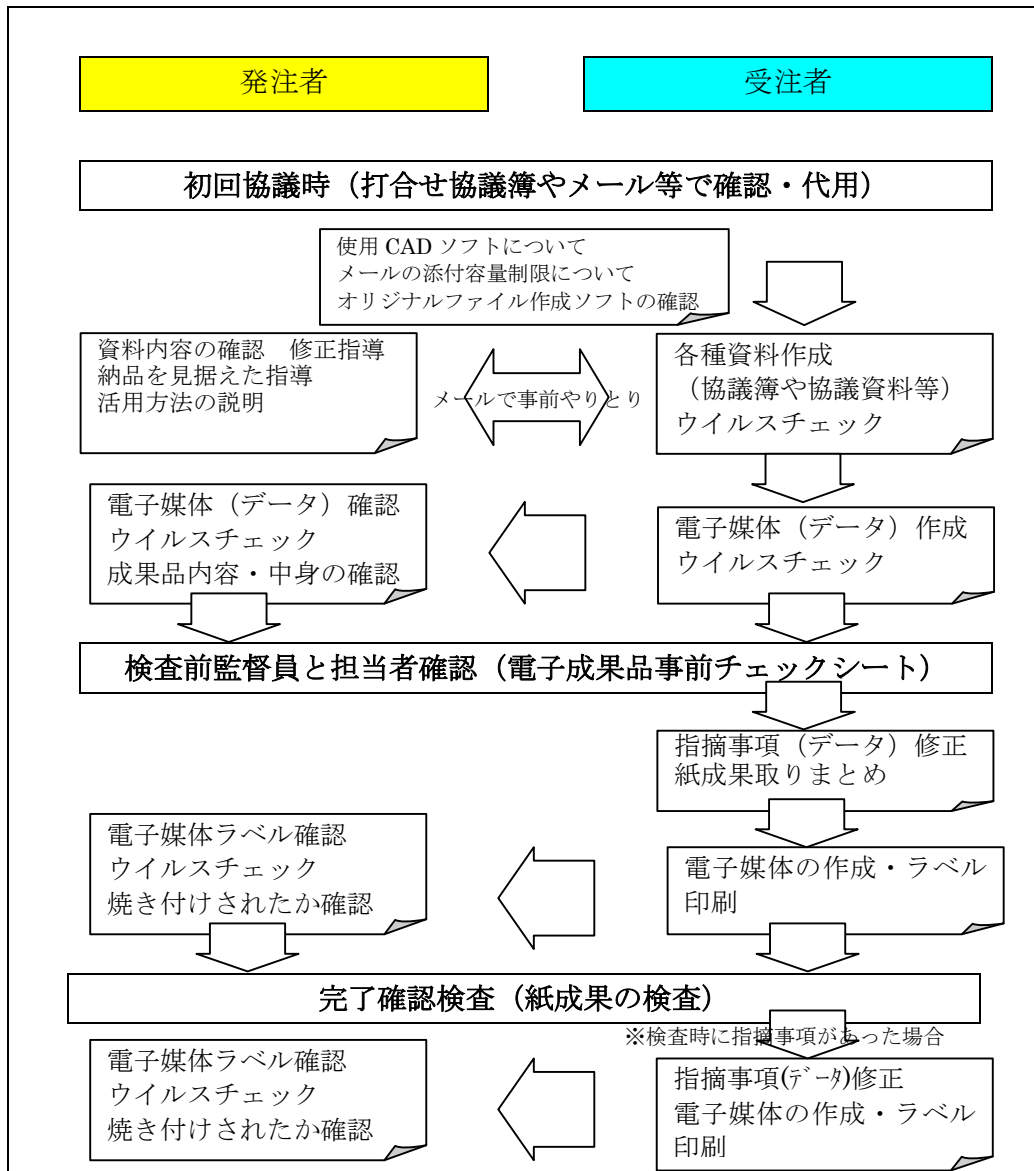 発注者
受注者
初回協議時（打合せ協議簿やメール等で確認・代用）
使用 CAD ソフトについて
メールの添付容量制限について
オリジナルファイル作成ソフトの確認
資料内容の確認　修正指導
納品を見据えた指導
活用方法の説明
メールで事前やりとり
各種資料作成
（協議簿や協議資料等）
ウイルスチェック
電子媒体（データ）確認
ウイルスチェック
成果品内容・中身の確認
電子媒体（データ）作成
ウイルスチェック
検査前監督員と担当者確認（電子成果品事前チェックシート）
指摘事項（データ）修正
紙成果取りまとめ
電子媒体ラベル確認
ウイルスチェック
焼き付けされたか確認
電子媒体の作成・ラベル
印刷
完了確認検査（紙成果の検査）
※検査時に指摘事項があった場合
電子媒体ラベル確認
ウイルスチェック
焼き付けされたか確認
指摘事項(ﾃﾞｰﾀ)修正
電子媒体の作成・ラベル
印刷